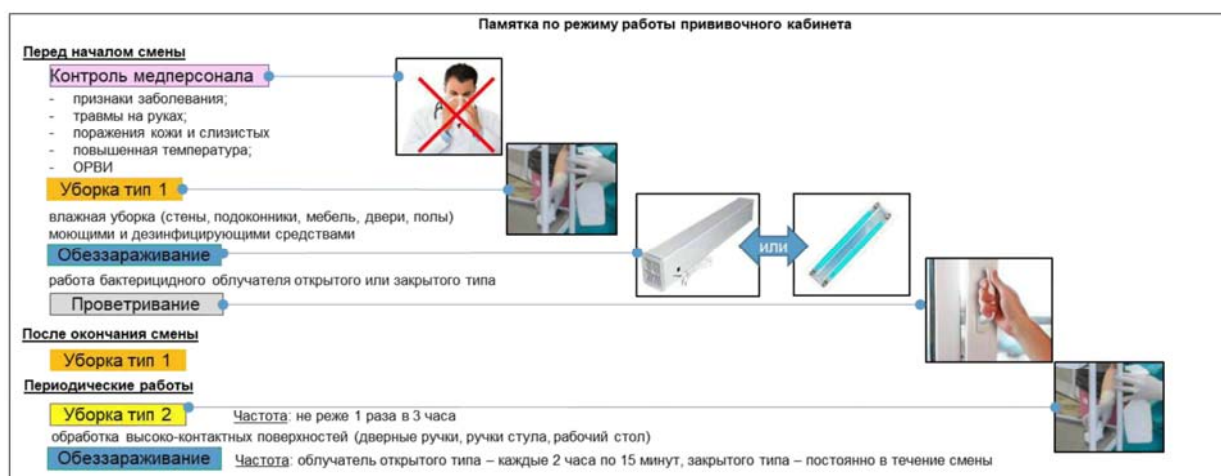 Памятка по режиму работы прививочного кабинета
Перед началом смены
Контроль медперсонала
- признаки заболевания;
- травмы на руках;
- поражения кожи и слизистых
- повышенная температура;
- ОРВИ
Уборка тип 1
влажная уборка (стены, подоконники, мебель, двери, полы)
моющими и дезинфицирующими средствами
Обеззараживание
ИЛИ
работа бактерицидного облучателя открытого или закрытого типа
Проветривание
После окончания смены
Уборка тип 1
Периодические работы
Уборка тип 2 Частота: не реже 1 раза в 3 часа
обработка высоко-контактных поверхностей (дверные ручки, ручки стула, рабочий стол)
Обеззараживание Частота: облучатель открытого типа – каждые 2 часа по 15 минут, закрытого типа – постоянно в течение смены